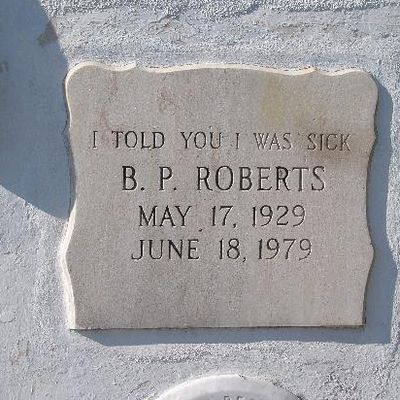 I TOLD YOU I WAS SICK
B. P. ROBERTS
MAY 17, 1929
JUNE 18, 1979